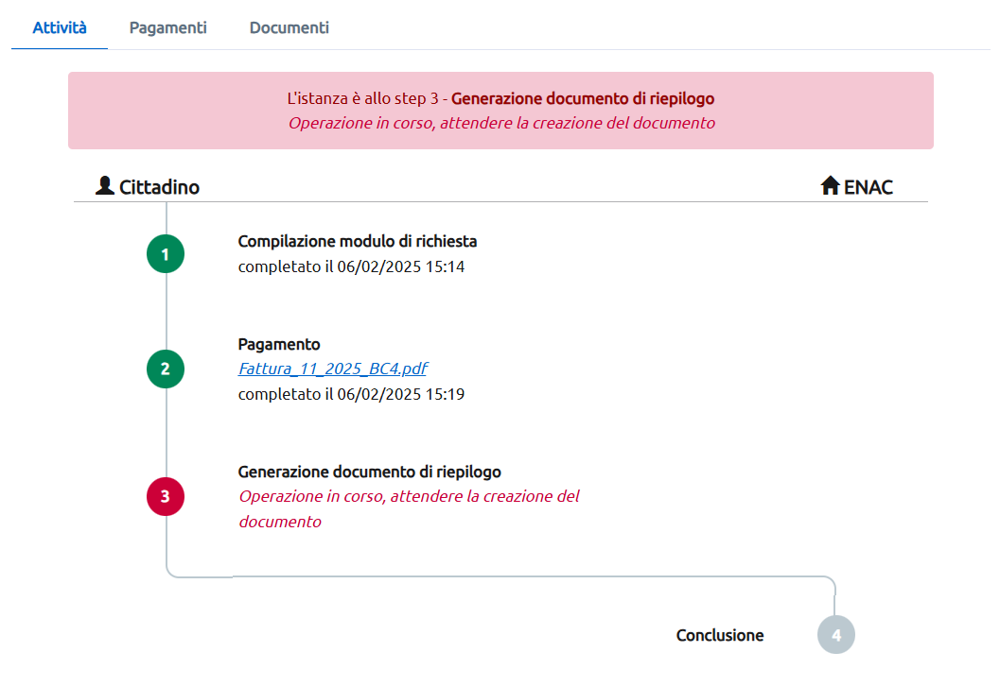 Attività Pagamenti Documenti
L'istanza è allo step 3 - Generazione documento di riepilogo
Operazione in corso, attendere la creazione del documento
Cittadino ENAC
1
Compilazione modulo di richiesta
completato il 06/02/2025 15:14
2
Pagamento
Fattura_11_2025_BC4.pdf
completato il 06/02/2025 15:19
3
Generazione documento di riepilogo
Operazione in corso, attendere la creazione del
documento
Conclusione 4